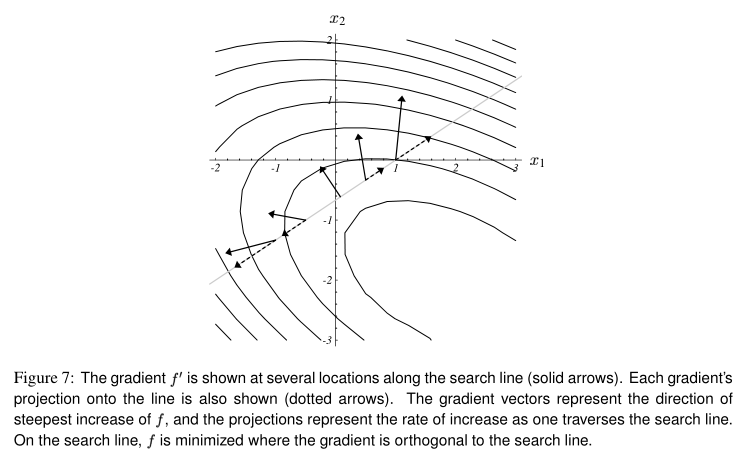 x2
2
1
-2
-1
1
2
3
x1
-1
-2
-3
Figure 7: The gradient f′ is shown at several locations along the search line (solid arrows). Each gradient's
projection onto the line is also shown (dotted arrows). The gradient vectors represent the direction of
steepest increase of f, and the projections represent the rate of increase as one traverses the search line.
On the search line, f is minimized where the gradient is orthogonal to the search line.